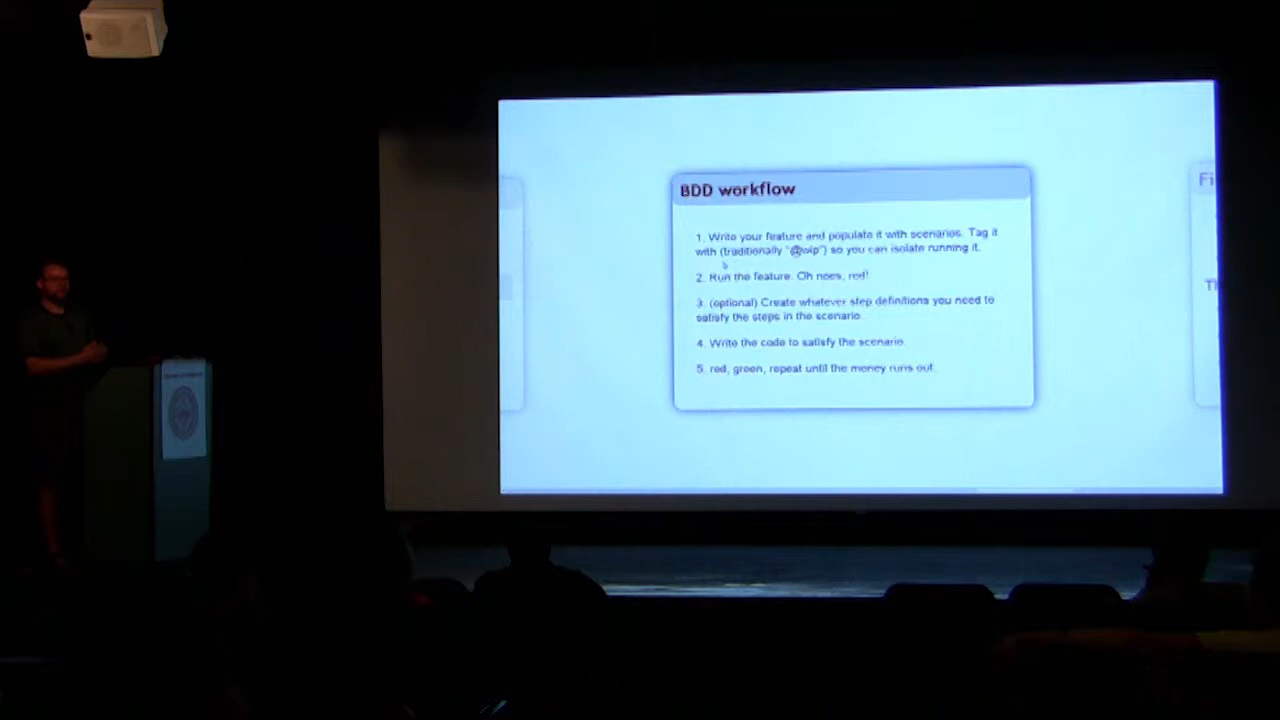 BDD workflow
1. Write your feature and populate it with scenarios. Tag it
with (traditionally "@wip") so you can isolate running it.
2. Run the feature. Oh noes, red!
3. (optional) Create whatever step definitions you need to
satisfy the steps in the scenario.
4. Write the code to satisfy the scenario.
5. red, green, repeat until the money runs out.
Fi
Th